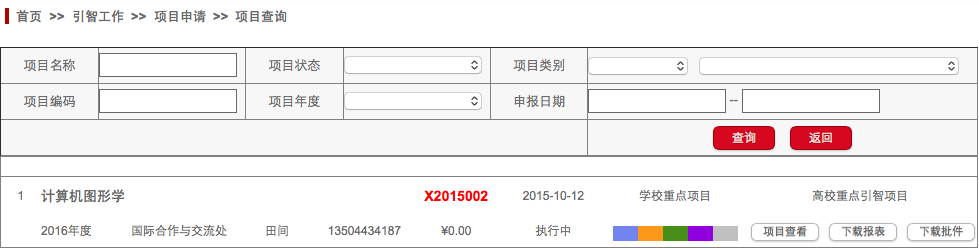 首页 >> 引智工作 >> 项目申请 >> 项目查询
项目名称 项目状态 项目类别
项目编码 项目年度 申报日期 --
查询 返回
1 计算机图形学 X2015002 2015-10-12 学校重点项目 高校重点引智项目
2016年度 国际合作与交流处 田间 13504434187 ¥0.00 执行中 项目查看 下载报表 下载批件